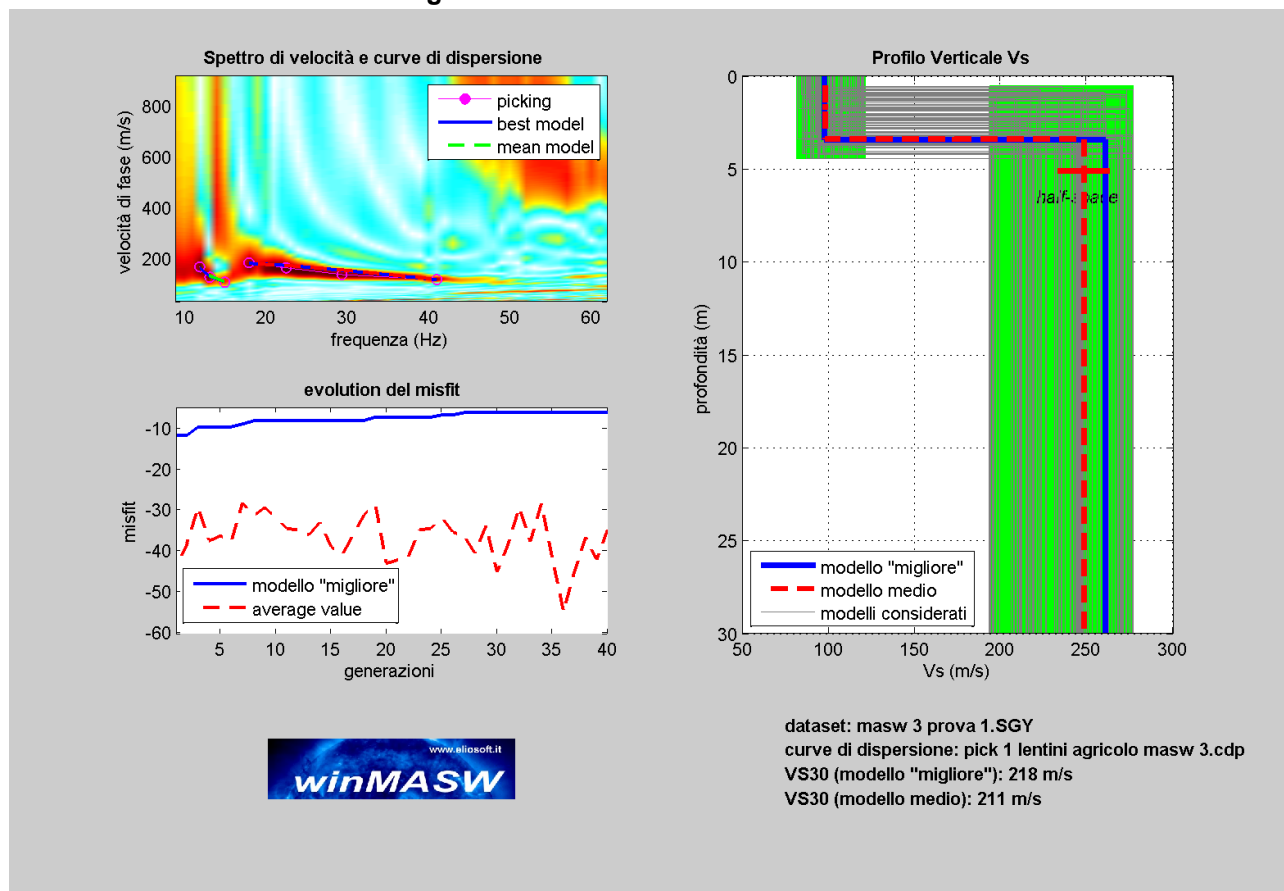 g
Spettro di velocità e curve di dispersione
800
600
400
200
velocità di fase (m/s)
picking
best model
mean model
10 20 30 40 50 60
frequenza (Hz)
evolution del misfit
-10
-20
-30
-40
-50
-60
misfit
modello "migliore"
average value
5 10 15 20 25 30 35 40
generazioni
www.eliosoft.it
winMASW
Profilo Verticale Vs
0
5
10
15
20
25
30
profondità (m)
half-space
modello "migliore"
modello medio
modelli considerati
50 100 150 200 250 300
Vs (m/s)
dataset: masw 3 prova 1.SGY
curve di dispersione: pick 1 lentini agricolo masw 3.cdp
VS30 (modello "migliore"): 218 m/s
VS30 (modello medio): 211 m/s